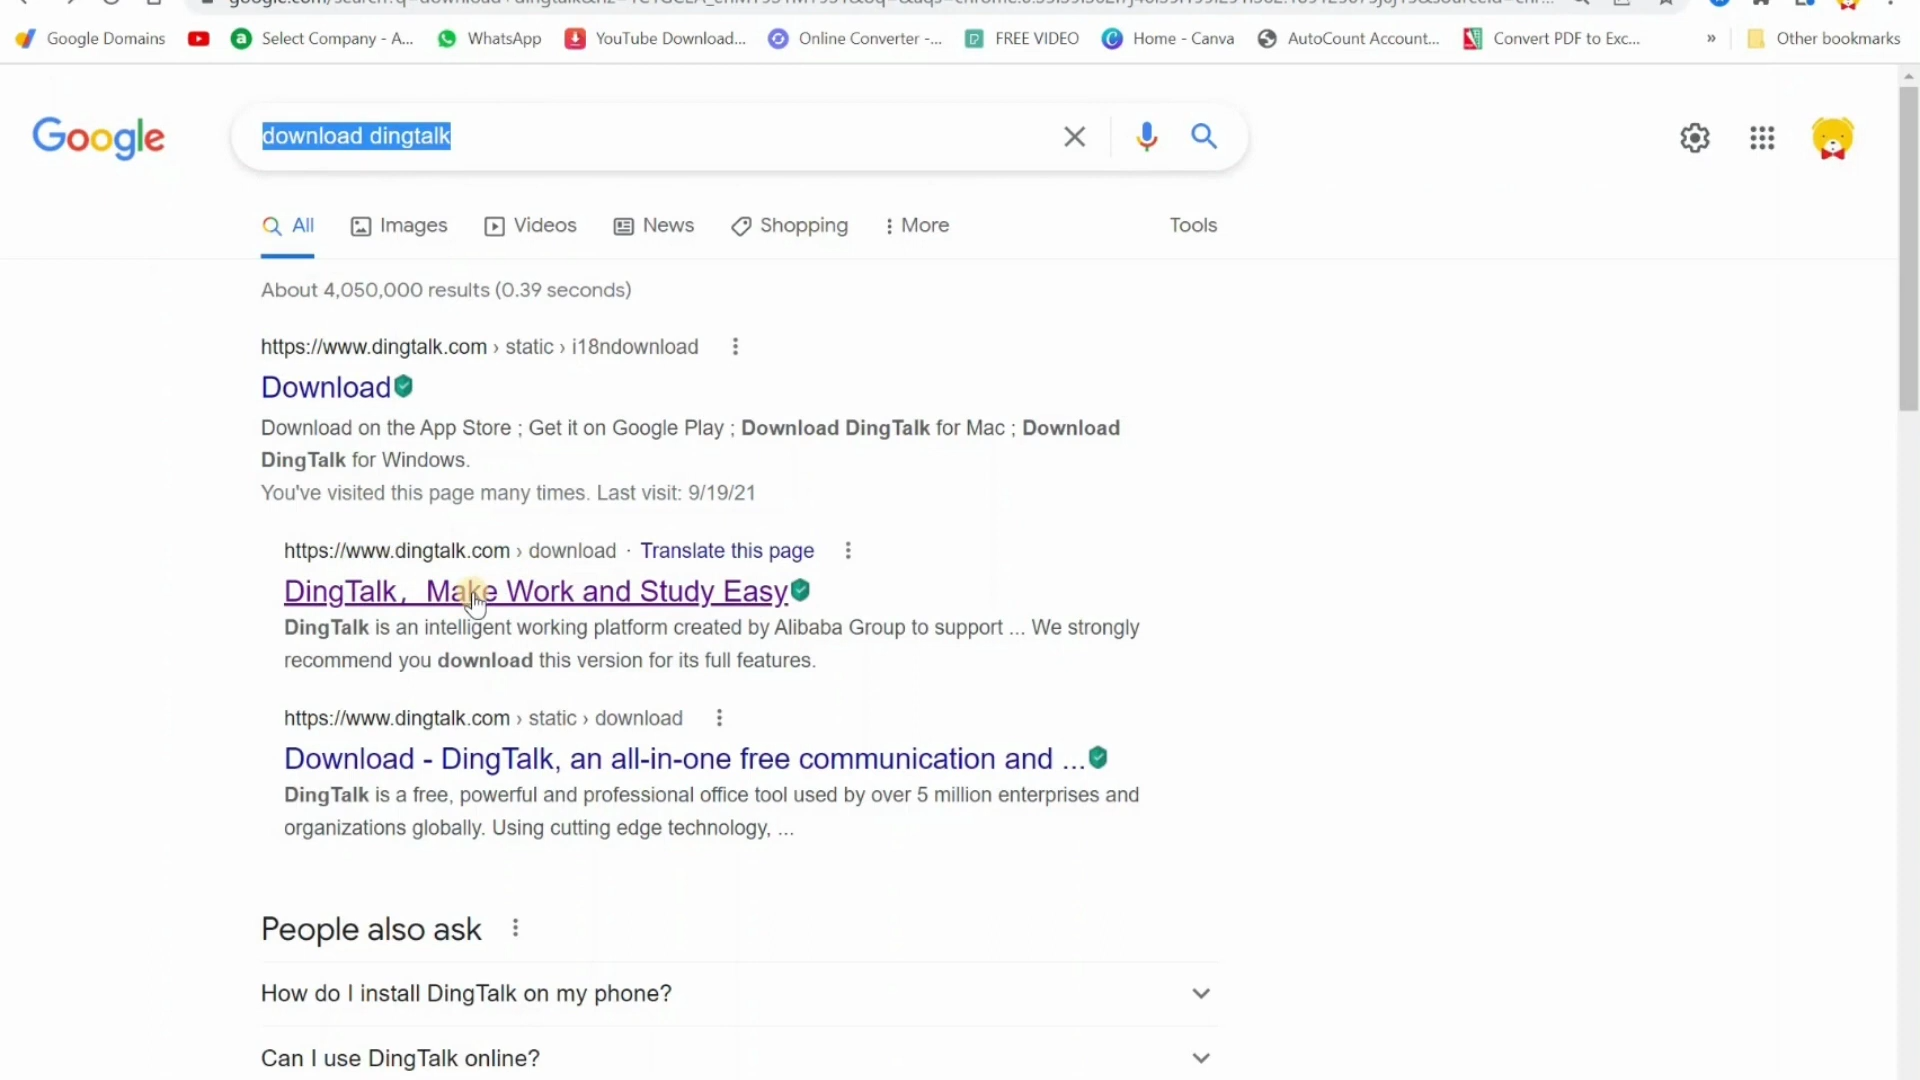 Google Domains
Select Company - A...
WhatsApp
YouTube Download...
Online Converter -...
FREE VIDEO
Home - Canva
AutoCount Account...
Convert PDF to Exc...
»
Other bookmarks
Google
download dingtalk
All
Images
Videos
News
Shopping
More
Tools
About 4,050,000 results (0.39 seconds)
https://www.dingtalk.com › static › i18ndownload
Download
Download on the App Store ; Get it on Google Play ; Download DingTalk for Mac ; Download
DingTalk for Windows.
You've visited this page many times. Last visit: 9/19/21
https://www.dingtalk.com › download · Translate this page
DingTalk，Make Work and Study Easy
DingTalk is an intelligent working platform created by Alibaba Group to support ... We strongly
recommend you download this version for its full features.
https://www.dingtalk.com › static › download
Download - DingTalk, an all-in-one free communication and ...
DingTalk is a free, powerful and professional office tool used by over 5 million enterprises and
organizations globally. Using cutting edge technology, ...
People also ask
How do I install DingTalk on my phone?
Can I use DingTalk online?